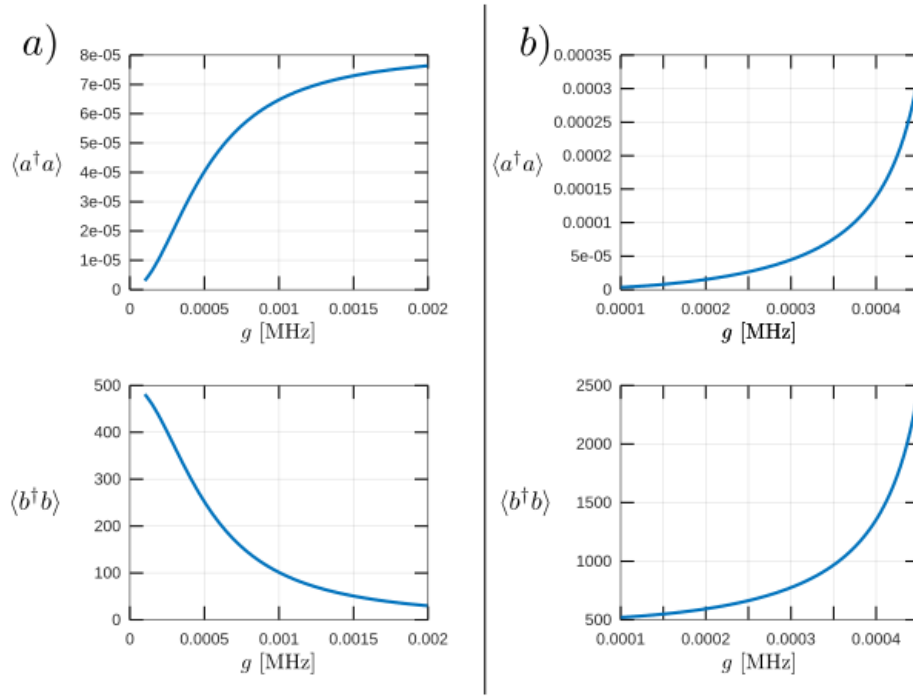 a)
8e-05
7e-05
6e-05
5e-05
⟨a†a⟩
4e-05
3e-05
2e-05
1e-05
0
0 0.0005 0.001 0.0015 0.002
g [MHz]
500
400
300
⟨b†b⟩
200
100
0
0 0.0005 0.001 0.0015 0.002
g [MHz]
b)
0.00035
0.0003
0.00025
⟨a†a⟩
0.0002
0.00015
0.0001
5e-05
0
0.0001 0.0002 0.0003 0.0004
g [MHz]
2500
2000
1500
⟨b†b⟩
1000
500
0.0001 0.0002 0.0003 0.0004
g [MHz]